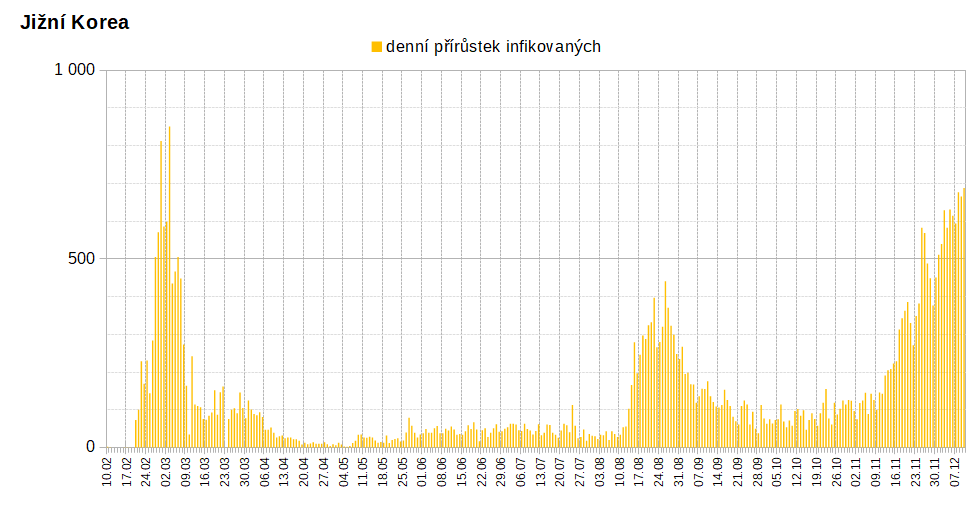 Jižní Korea
denní přírůstek infikovaných
1 000
500
0
10.02 17.02 24.02 02.03 09.03 16.03 23.03 30.03 06.04 13.04 20.04 27.04 04.05 11.05 18.05 25.05 01.06 08.06 15.06 22.06 29.06 06.07 13.07 20.07 27.07 03.08 10.08 17.08 24.08 31.08 07.09 14.09 21.09 28.09 05.10 12.10 19.10 26.10 02.11 09.11 16.11 23.11 30.11 07.12